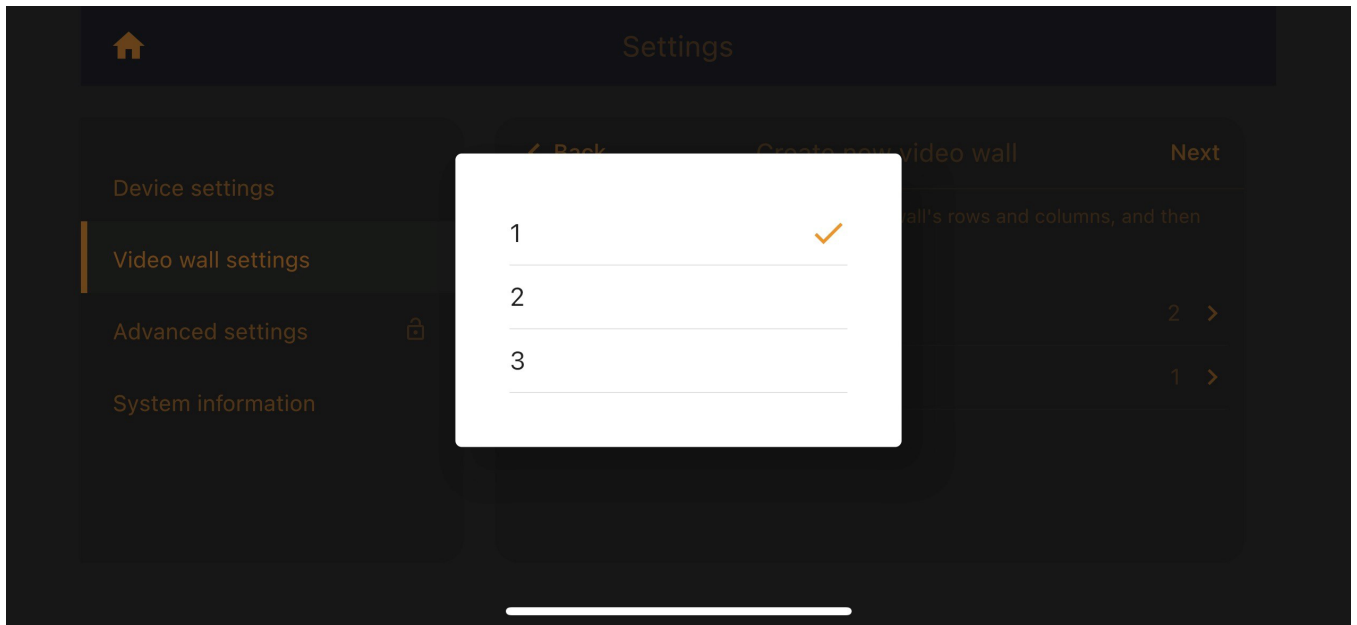 Settings
Device settings
Video wall settings
Advanced settings
System information
Back
Create new video wall
Next
wall's rows and columns, and then
2
1
1
2
3